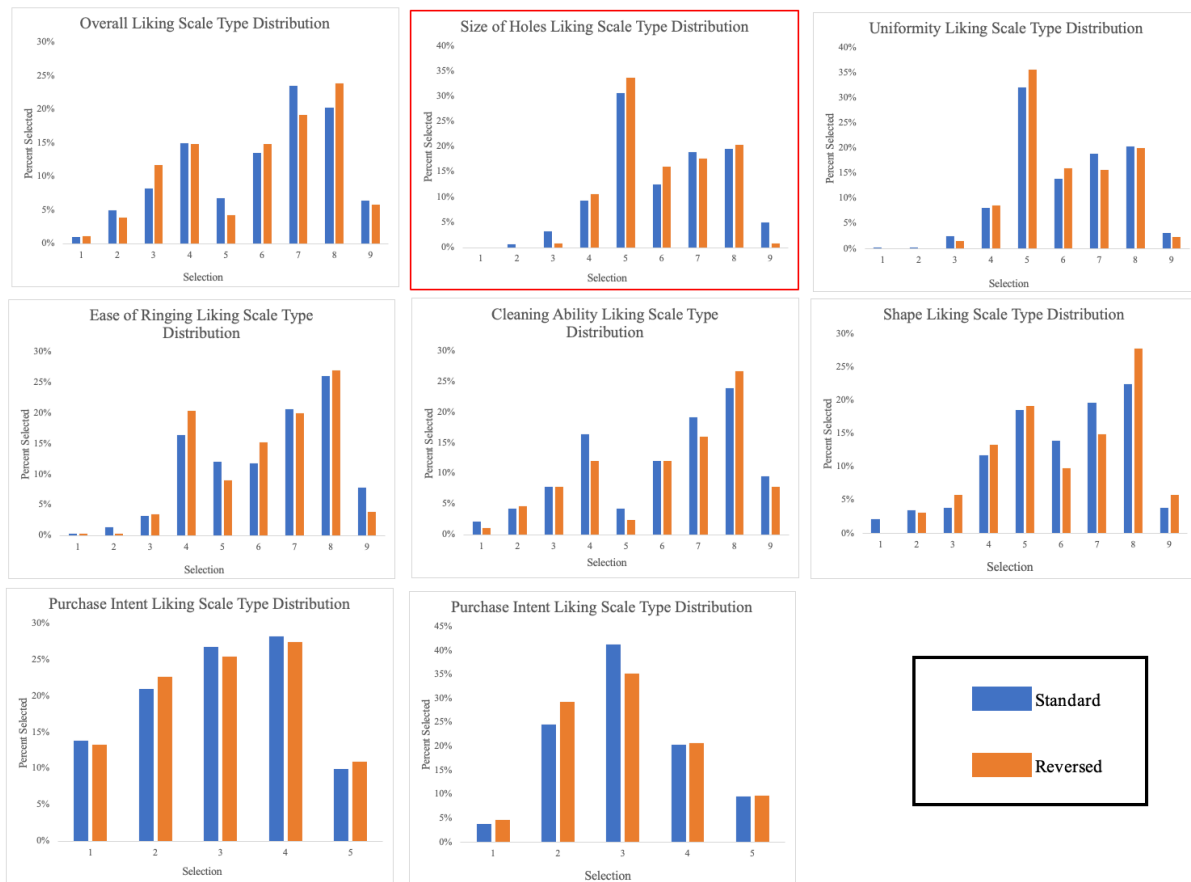 Overall Liking Scale Type Distribution
30%
25%
20%
15%
10%
5%
0%
Percent Selected
1 2 3 4 5 6 7 8 9
Selection
Size of Holes Liking Scale Type Distribution
40%
35%
30%
25%
20%
15%
10%
5%
0%
Percent Selected
1 2 3 4 5 6 7 8 9
Selection
Uniformity Liking Scale Type Distribution
40%
35%
30%
25%
20%
15%
10%
5%
0%
Percent Selected
1 2 3 4 5 6 7 8 9
Selection
Ease of Ringing Liking Scale Type
Distribution
30%
25%
20%
15%
10%
5%
0%
Percent Selected
1 2 3 4 5 6 7 8 9
Selection
Cleaning Ability Liking Scale Type
Distribution
30%
25%
20%
15%
10%
5%
0%
Percent Selected
1 2 3 4 5 6 7 8 9
Selection
Shape Liking Scale Type Distribution
30%
25%
20%
15%
10%
5%
0%
Percent Selected
1 2 3 4 5 6 7 8 9
Selection
Purchase Intent Liking Scale Type Distribution
30%
25%
20%
15%
10%
5%
0%
Percent Selected
1 2 3 4 5
Selection
Purchase Intent Liking Scale Type Distribution
45%
40%
35%
30%
25%
20%
15%
10%
5%
0%
Percent Selected
1 2 3 4 5
Selection
Standard
Reversed